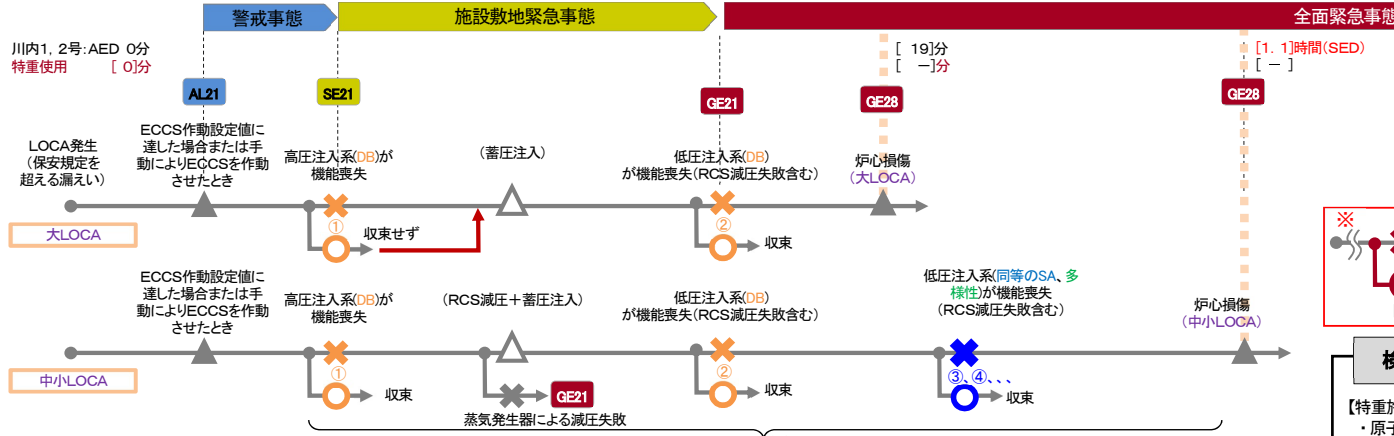 警戒事態
施設敷地緊急事態
全面緊急事態
川内1，2号：AED 0分
特重使用　　［ 0］分
［ 19］分
［ －］分
［1．1］時間（SED）
［ － ］
AL21
SE21
GE21
GE28
GE28
LOCA発生
（保安規定を
超える漏えい）
ECCS作動設定値に
達した場合または手
動によりECCSを作動
させたとき
高圧注入系（DB）が
機能喪失
（蓄圧注入）
低圧注入系（DB）
が機能喪失（RCS減圧失敗含む）
炉心損傷
（大LOCA）
大LOCA
①
収束せず
②
収束
※
ECCS作動設定値に
達した場合または手
動によりECCSを作動
させたとき
高圧注入系（DB）が
機能喪失
（RCS減圧＋蓄圧注入）
低圧注入系（DB）
が機能喪失（RCS減圧失敗含む）
低圧注入系（同等のSA、多
様性）が機能喪失
（RCS減圧失敗含む）
炉心損傷
（中小LOCA）
中小LOCA
①
収束
GE21
蒸気発生器による減圧失敗
②
収束
③、④、、、
収束
【特重施
・原子